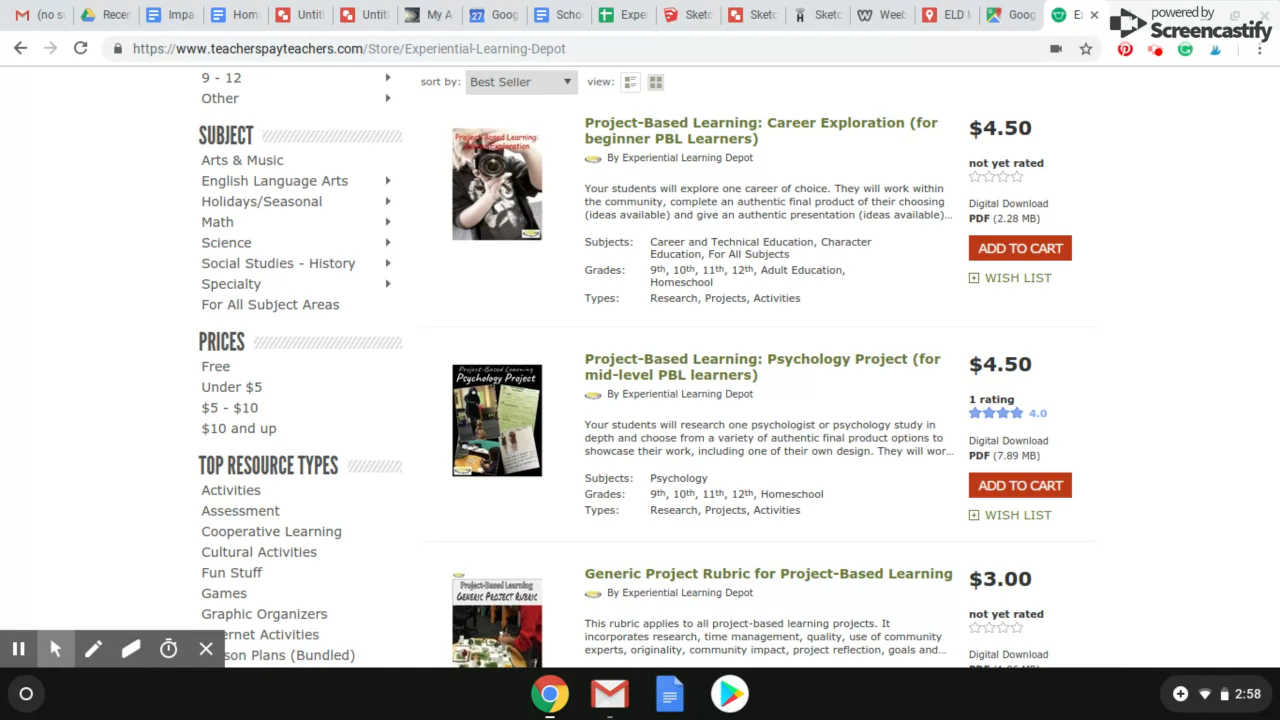 (no s
Recen
Impa
Home
Untit
Untit
My A
Goog
Scho
Expe
Sketc
Sketc
Sketc
Weeb
ELD M
Goog
Ex
powered by
Screencastify
https://www.teacherspayteachers.com/Store/Experiential-Learning-Depot
9 - 12
Other
SUBJECT
Arts & Music
English Language Arts
Holidays/Seasonal
Math
Science
Social Studies - History
Specialty
For All Subject Areas
PRICES
Free
Under $5
$5 - $10
$10 and up
TOP RESOURCE TYPES
Activities
Assessment
Cooperative Learning
Cultural Activities
Fun Stuff
Games
Graphic Organizers
ernet Activities
son Plans (Bundled)
sort by: Best Seller view:
Project-Based Learning: Career Exploration (for
beginner PBL Learners)
By Experiential Learning Depot
Your students will explore one career of choice. They will work within
the community, complete an authentic final product of their choosing
(ideas available) and give an authentic presentation (ideas available)...
Subjects: Career and Technical Education, Character
Education, For All Subjects
Grades: 9th, 10th, 11th, 12th, Adult Education,
Homeschool
Types: Research, Projects, Activities
$4.50
not yet rated
Digital Download
PDF (2.28 MB)
ADD TO CART
WISH LIST
Project-Based Learning
Psychology Project
Project-Based Learning: Psychology Project (for
mid-level PBL learners)
By Experiential Learning Depot
Your students will research one psychologist or psychology study in
depth and choose from a variety of authentic final product options to
showcase their work, including one of their own design. They will wor...
Subjects: Psychology
Grades: 9th, 10th, 11th, 12th, Homeschool
Types: Research, Projects, Activities
$4.50
1 rating
4.0
Digital Download
PDF (7.89 MB)
ADD TO CART
WISH LIST
Project-Based Learning
GENERIC PROJECT RUBRIC
Generic Project Rubric for Project-Based Learning
By Experiential Learning Depot
This rubric applies to all project-based learning projects. It
incorporates research, time management, quality, use of community
experts, originality, community impact, project reflection, goals and...
$3.00
not yet rated
Digital Download
2:58